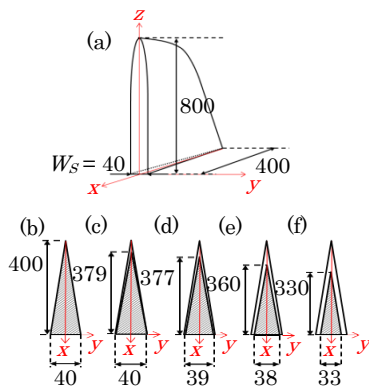 (a)
z
800
W_S = 40
400
x
y
(b) (c) (d) (e) (f)
400 379 377 360 330
x y x y x y x y x y
40 40 39 38 33